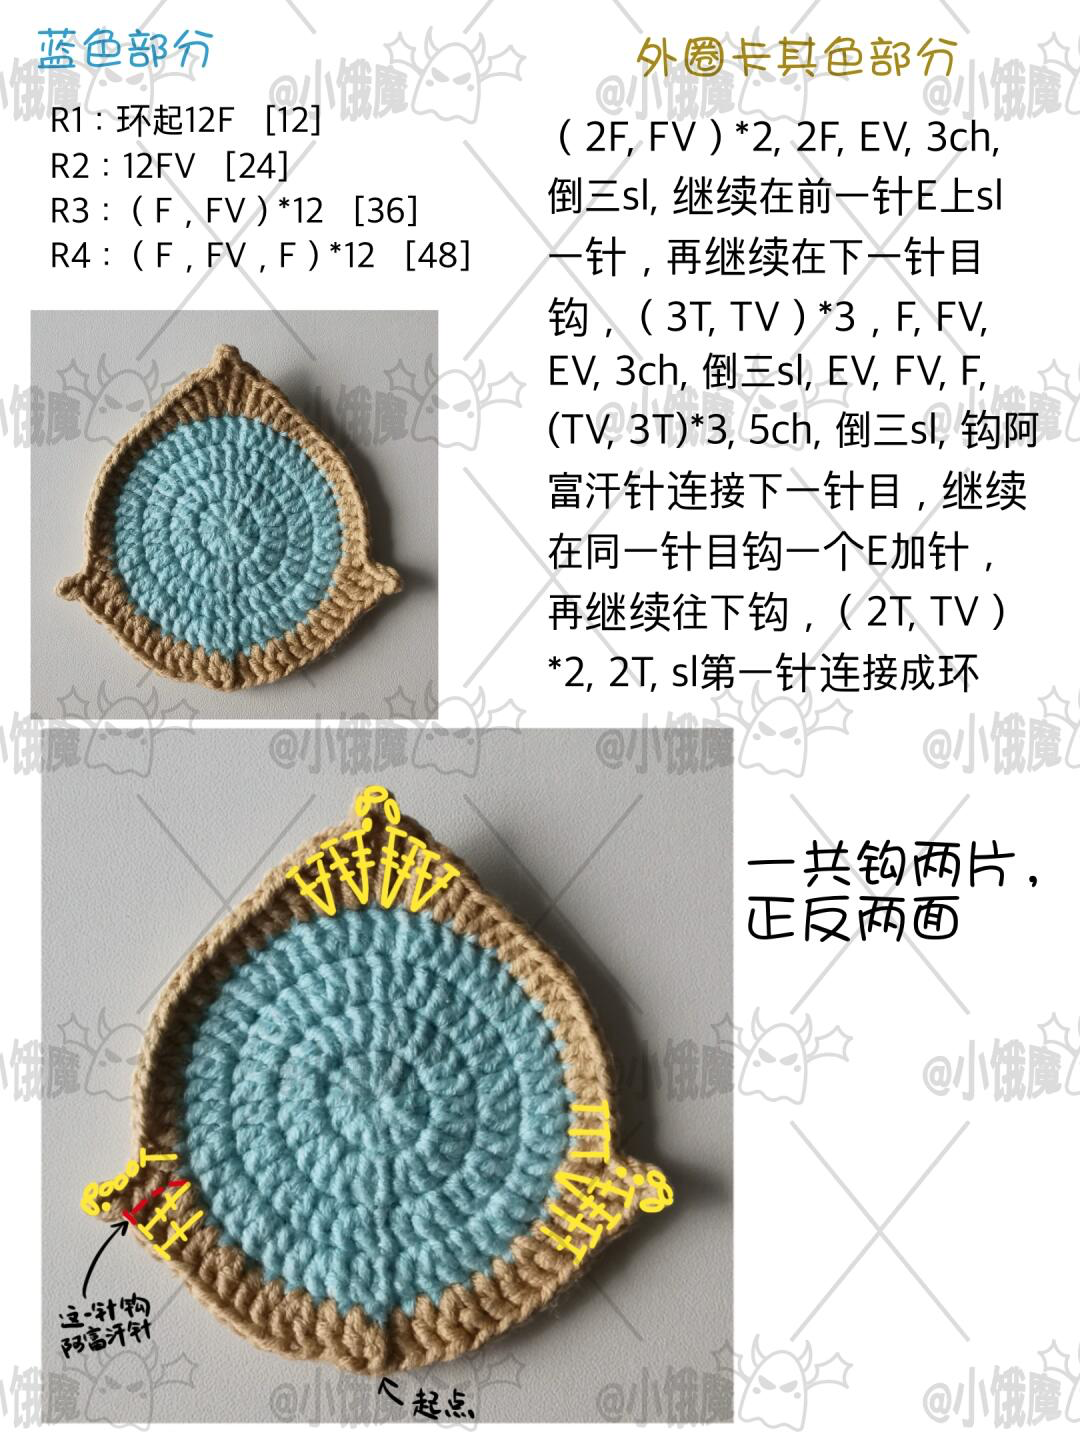 蓝色部分
R1：环起12F [12]
R2：12FV [24]
R3：（F，FV）*12 [36]
R4：（F，FV，F）*12 [48]
外圈卡其色部分
（2F, FV）*2, 2F, EV, 3ch,
倒三sl, 继续在前一针E上sl
一针，再继续在下一针目
钩，（3T, TV）*3，F, FV,
EV, 3ch, 倒三sl, EV, FV, F,
(TV, 3T)*3, 5ch, 倒三sl, 钩阿
富汗针连接下一针目，继续
在同一针目钩一个E加针，
再继续往下钩，（2T, TV）
*2, 2T, sl第一针连接成环
一共钩两片，
正反两面
这一针钩
阿富汗针
起点
@小饿魔